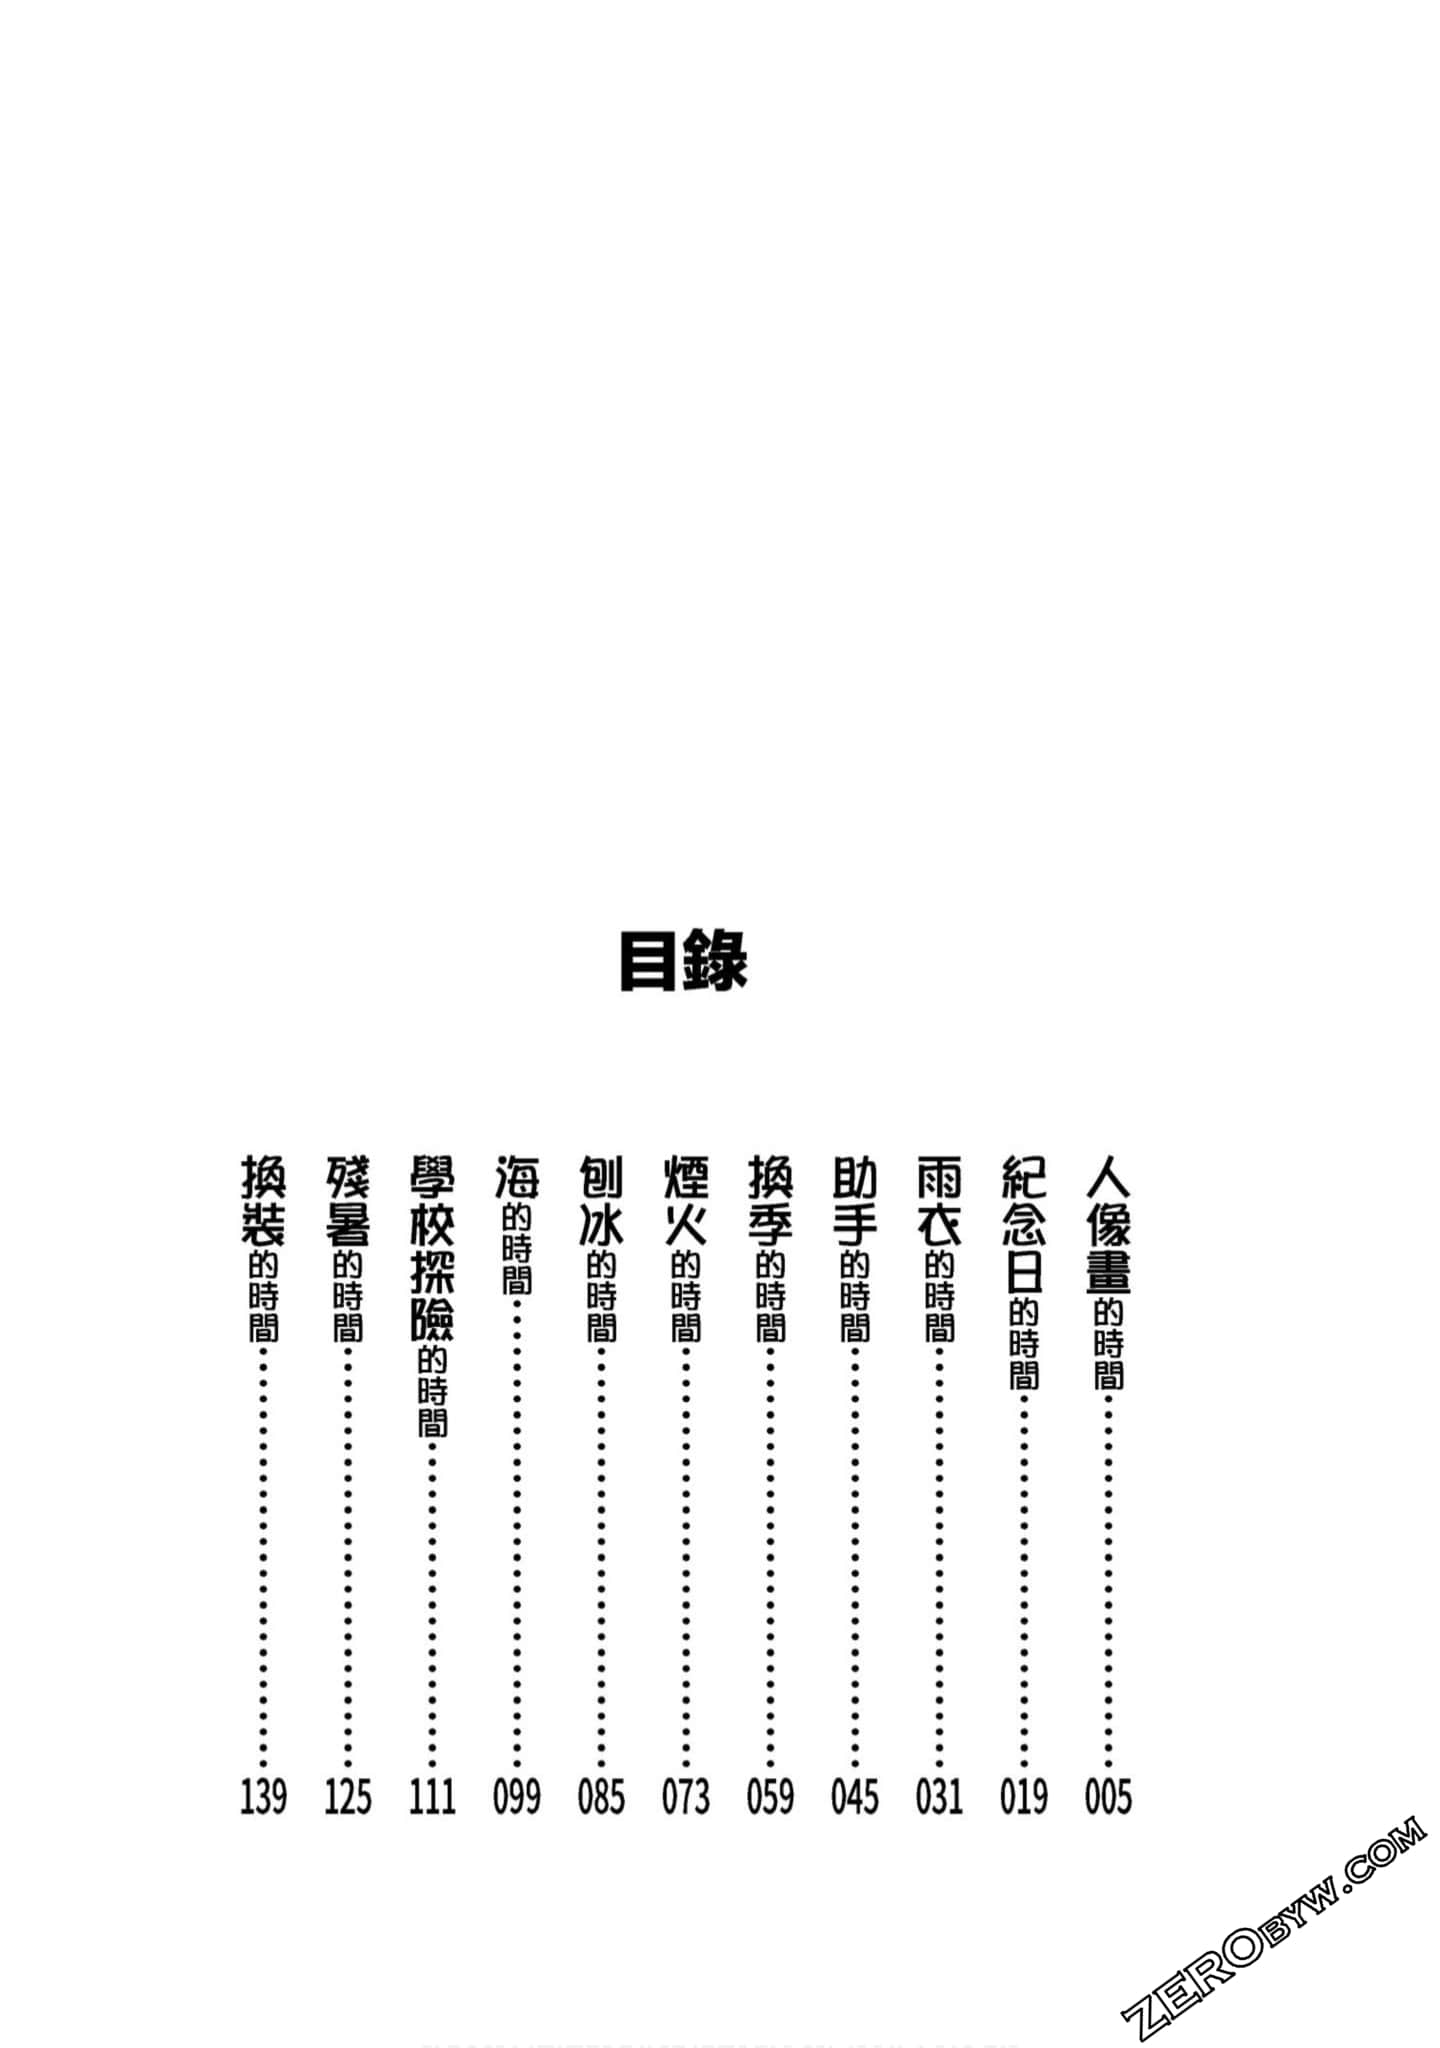 目錄
人像畫的時間……005
紀念日的時間……019
雨衣的時間……031
助手的時間……045
換季的時間……059
煙火的時間……073
刨冰的時間……085
海的時間……099
學校探險的時間……111
殘暑的時間……125
換裝的時間……139
ZEROBYW.COM